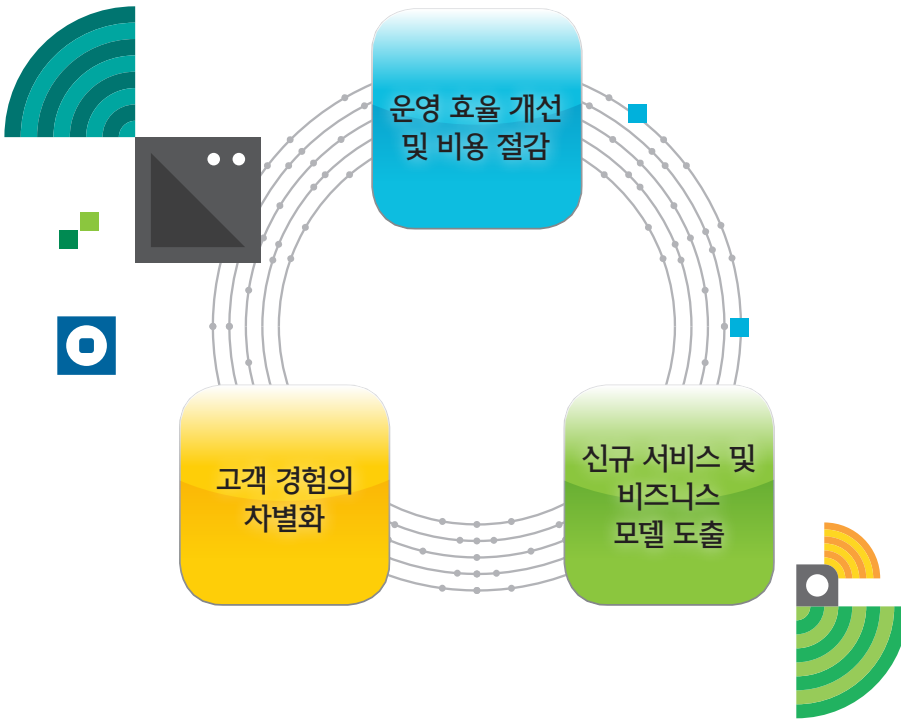 운영 효율 개선
및 비용 절감
고객 경험의
차별화
신규 서비스 및
비즈니스
모델 도출